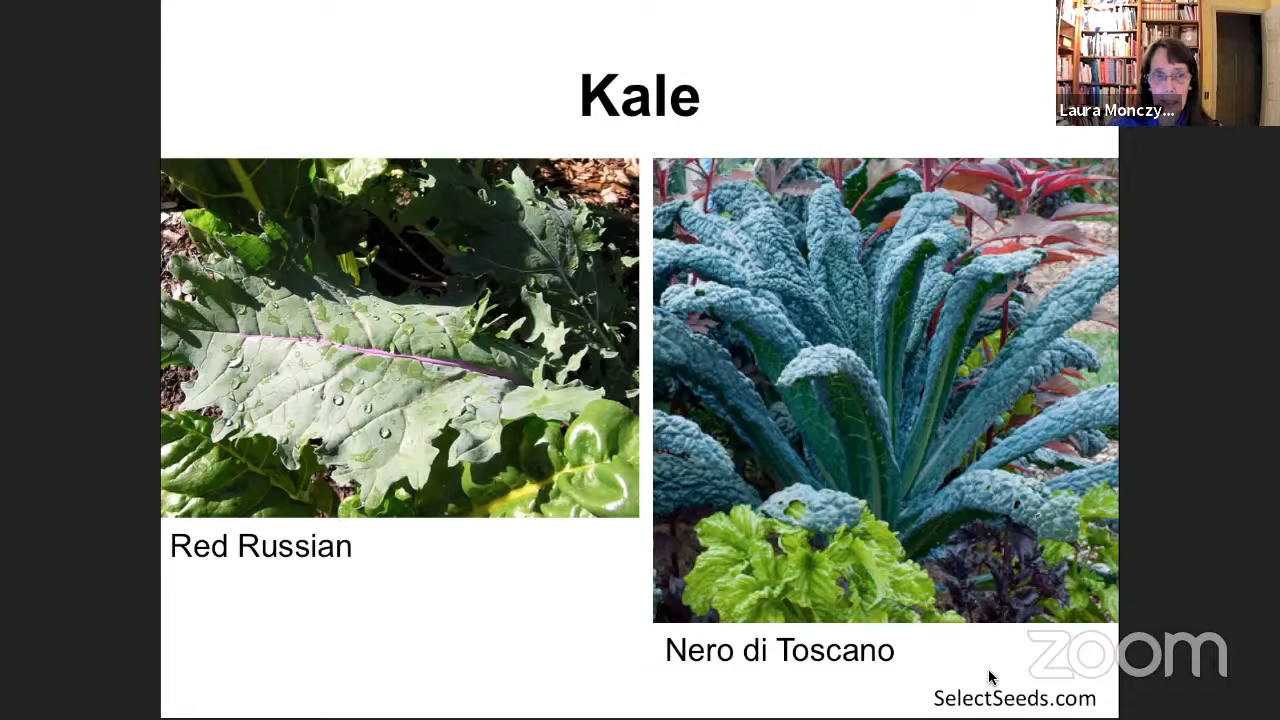 Kale
Laura Monczy...
Red Russian
Nero di Toscano
zoom
SelectSeeds.com